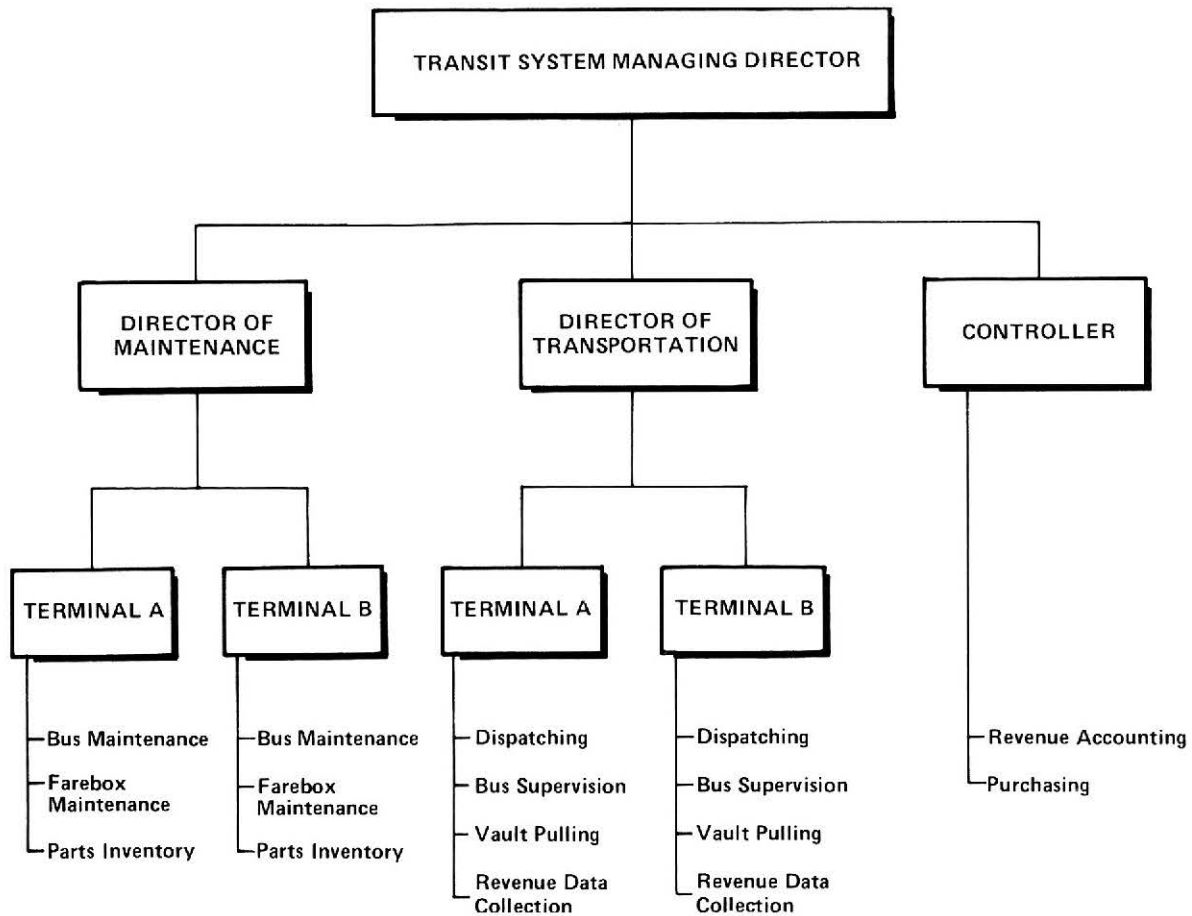 TRANSIT SYSTEM MANAGING DIRECTOR
DIRECTOR OF
MAINTENANCE
DIRECTOR OF
TRANSPORTATION
CONTROLLER
TERMINAL A
TERMINAL B
TERMINAL A
TERMINAL B
Bus Maintenance
Farebox
Maintenance
Parts Inventory
Bus Maintenance
Farebox
Maintenance
Parts Inventory
Dispatching
Bus Supervision
Vault Pulling
Revenue Data
Collection
Dispatching
Bus Supervision
Vault Pulling
Revenue Data
Collection
Revenue Accounting
Purchasing